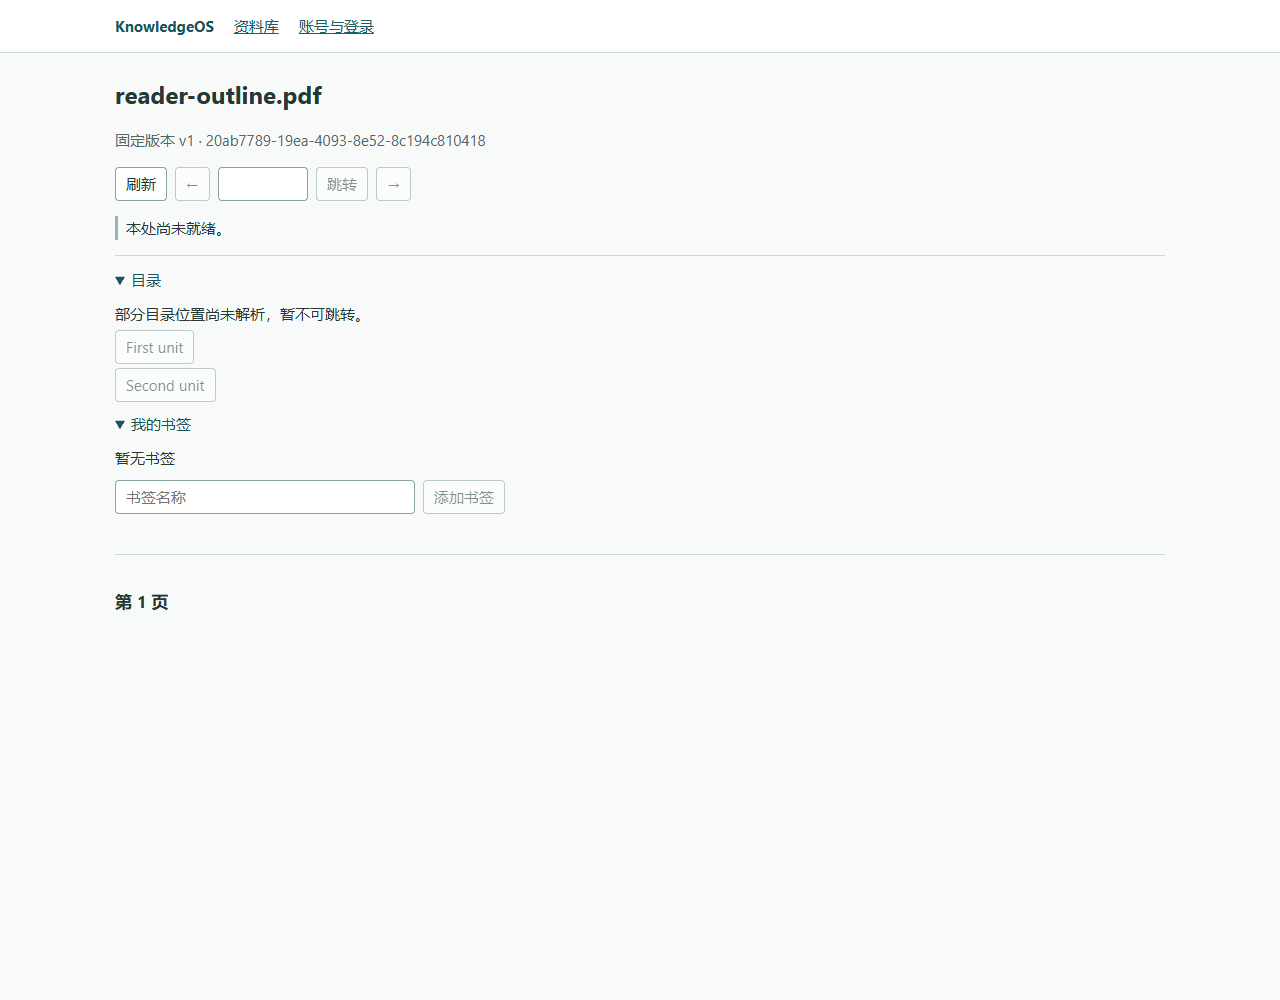 KnowledgeOS 资料库 账号与登录
reader-outline.pdf
固定版本 v1 · 20ab7789-19ea-4093-8e52-8c194c810418
刷新 ← 跳转 →
本处尚未就绪。
▼ 目录
部分目录位置尚未解析，暂不可跳转。
First unit
Second unit
▼ 我的书签
暂无书签
书签名称 添加书签
第 1 页